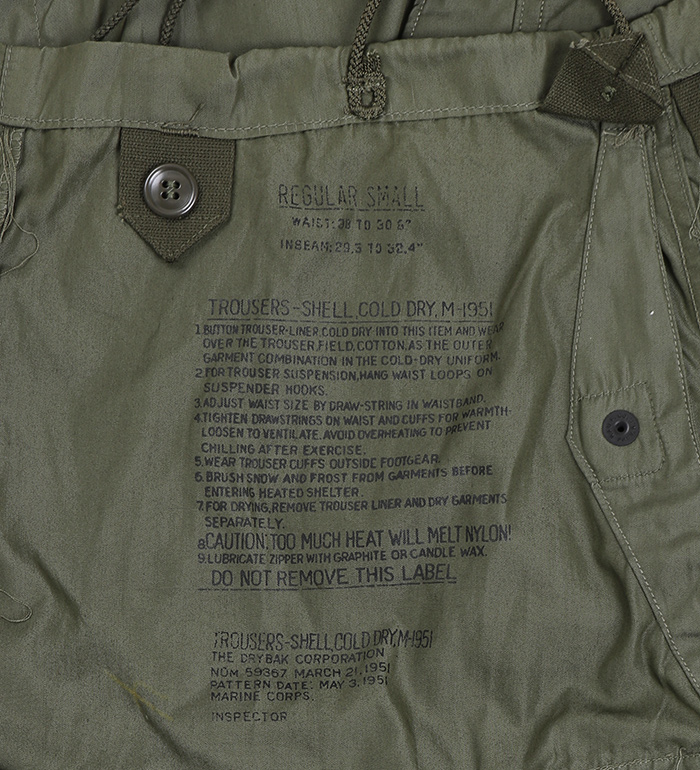 REGULAR SMALL
WAIST: 28 TO 30.6"
INSEAM: 29.3 TO 32.4"
TROUSERS-SHELL, COLD DRY, M-1951
1. BUTTON TROUSER-LINER, COLD DRY INTO THIS ITEM AND WEAR
OVER THE TROUSER, FIELD, COTTON, AS THE OUTER
GARMENT COMBINATION IN THE COLD-DRY UNIFORM.
2. FOR TROUSER SUSPENSION, HANG WAIST LOOPS ON
SUSPENDER HOOKS.
3. ADJUST WAIST SIZE BY DRAW-STRING IN WAISTBAND.
4. TIGHTEN DRAWSTRINGS ON WAIST AND CUFFS FOR WARMTH-
LOOSEN TO VENTILATE. AVOID OVERHEATING TO PREVENT
CHILLING AFTER EXERCISE.
5. WEAR TROUSER CUFFS OUTSIDE FOOTGEAR.
6. BRUSH SNOW AND FROST FROM GARMENTS BEFORE
ENTERING HEATED SHELTER.
7. FOR DRYING, REMOVE TROUSER LINER AND DRY GARMENTS
SEPARATELY.
8. CAUTION: TOO MUCH HEAT WILL MELT NYLON!
9. LUBRICATE ZIPPER WITH GRAPHITE OR CANDLE WAX.
DO NOT REMOVE THIS LABEL
TROUSERS-SHELL, COLD DRY, M-1951
THE DRYBAK CORPORATION
NOM. 59367 MARCH 21, 1951
PATTERN DATE: MAY 3, 1951
MARINE CORPS.
INSPECTOR